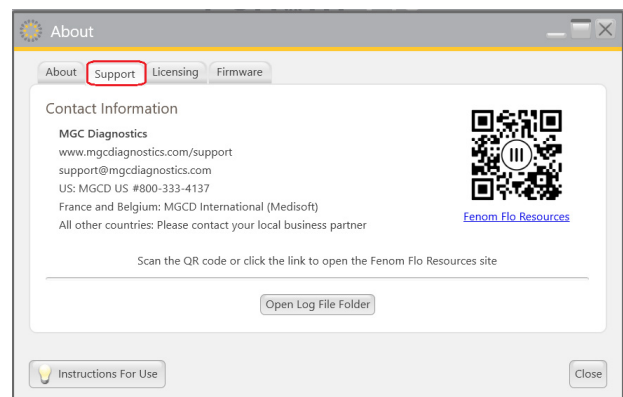 About
About Support Licensing Firmware
Contact Information
MGC Diagnostics
www.mgcdiagnostics.com/support
support@mgcdiagnostics.com
US: MGCD US #800-333-4137
France and Belgium: MGCD International (Medisoft)
All other countries: Please contact your local business partner
Fenom Flo Resources
Scan the QR code or click the link to open the Fenom Flo Resources site
Open Log File Folder
Instructions For Use
Close